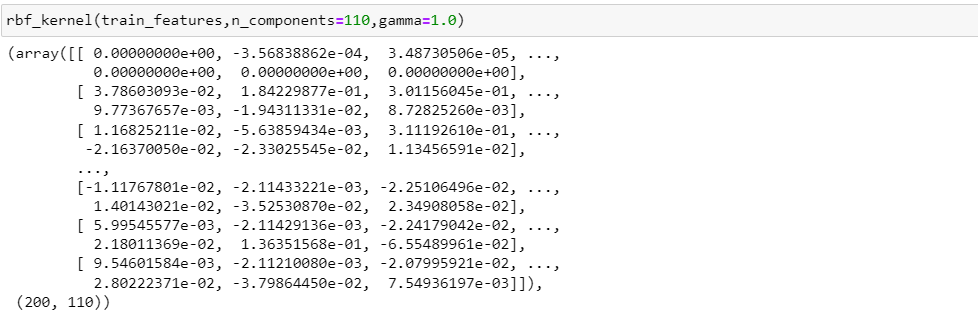 rbf_kernel(train_features,n_components=110,gamma=1.0)
(array([[ 0.00000000e+00, -3.56838862e-04,  3.48730506e-05, ...,
          0.00000000e+00,  0.00000000e+00,  0.00000000e+00],
        [ 3.78603093e-02,  1.84229877e-01,  3.01156045e-01, ...,
          9.77367657e-03, -1.94311331e-02,  8.72825260e-03],
        [ 1.16825211e-02, -5.63859434e-03,  3.11192610e-01, ...,
         -2.16370050e-02, -2.33025545e-02,  1.13456591e-02],
        ...,
        [-1.11767801e-02, -2.11433221e-03, -2.25106496e-02, ...,
          1.40143021e-02, -3.52530870e-02,  2.34908058e-02],
        [ 5.99545577e-03, -2.11429136e-03, -2.24179042e-02, ...,
          2.18011369e-02,  1.36351568e-01, -6.55489961e-02],
        [ 9.54601584e-03, -2.11210080e-03, -2.07995921e-02, ...,
          2.80222371e-02, -3.79864450e-02,  7.54936197e-03]]),
 (200, 110))